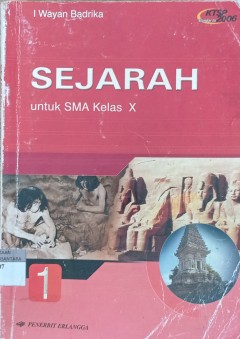 I Wayan Badrika
KTSP
2006
SEJARAH
untuk SMA Kelas X
1
PENERBIT ERLANGGA